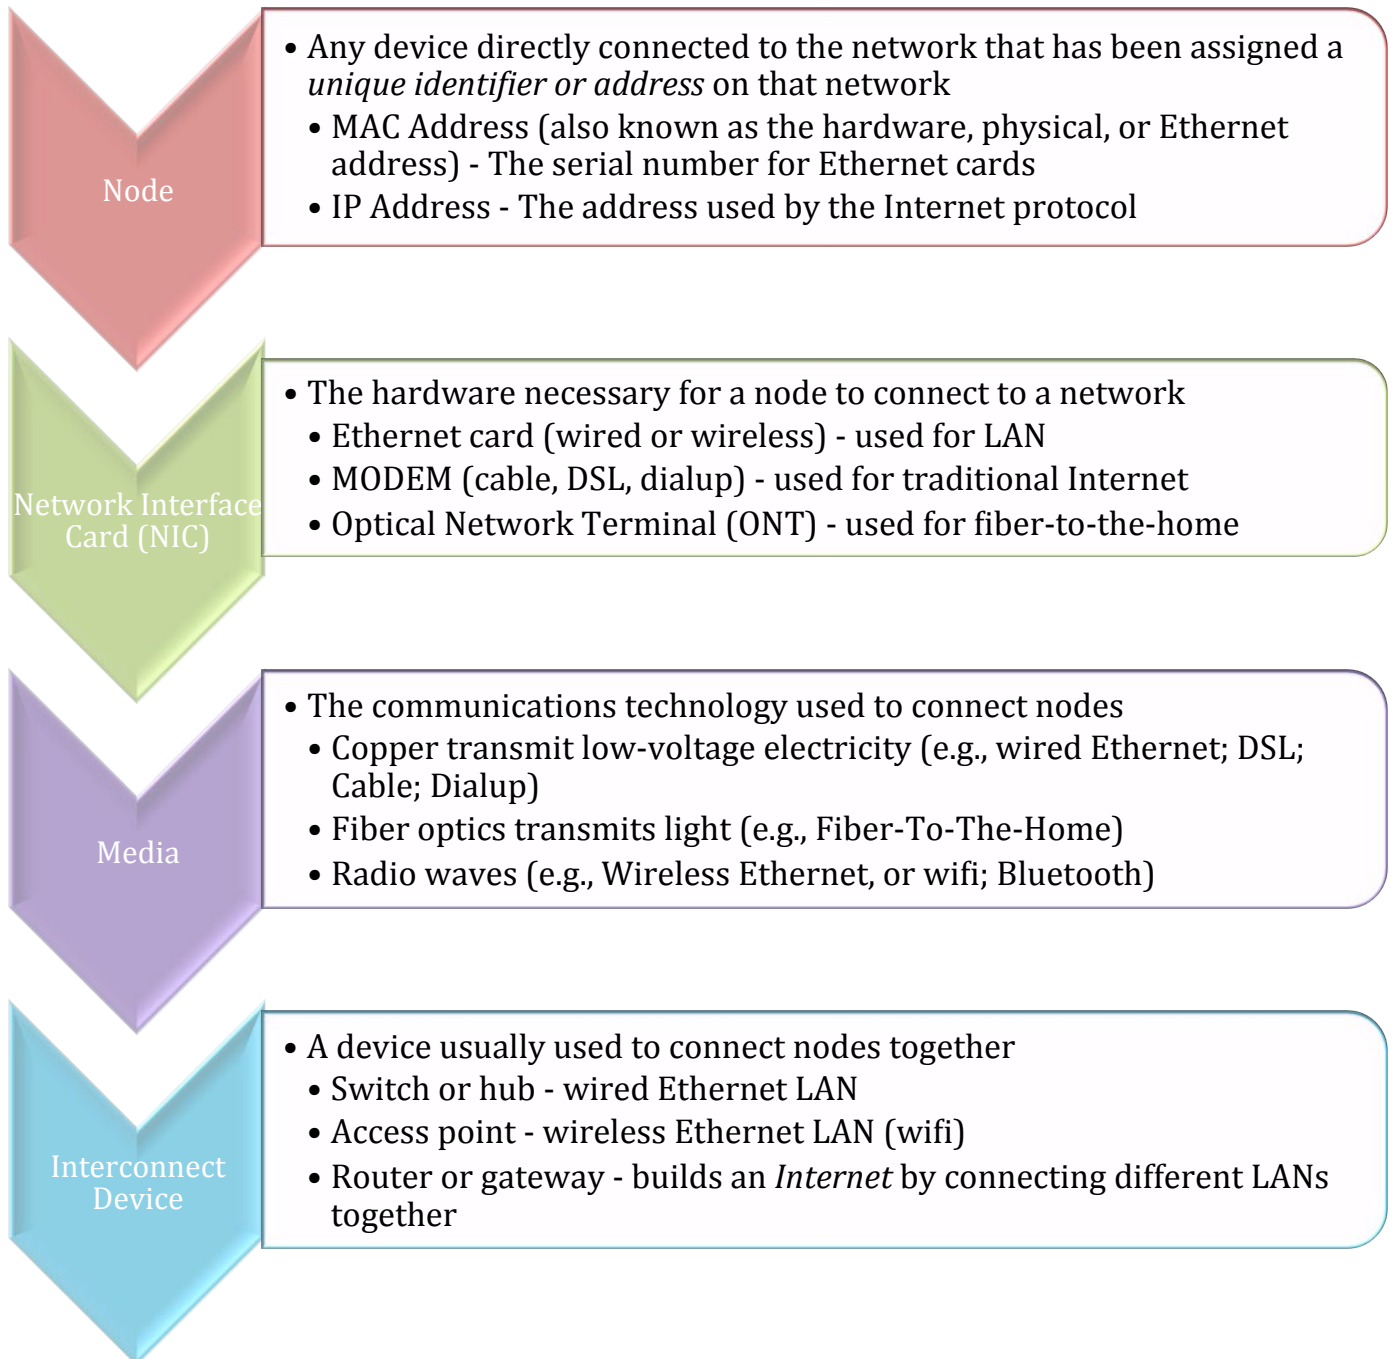 Node
• Any device directly connected to the network that has been assigned a
unique identifier or address on that network
• MAC Address (also known as the hardware, physical, or Ethernet
address) - The serial number for Ethernet cards
• IP Address - The address used by the Internet protocol
Network Interface
Card (NIC)
• The hardware necessary for a node to connect to a network
• Ethernet card (wired or wireless) - used for LAN
• MODEM (cable, DSL, dialup) - used for traditional Internet
• Optical Network Terminal (ONT) - used for fiber-to-the-home
Media
• The communications technology used to connect nodes
• Copper transmit low-voltage electricity (e.g., wired Ethernet; DSL;
Cable; Dialup)
• Fiber optics transmits light (e.g., Fiber-To-The-Home)
• Radio waves (e.g., Wireless Ethernet, or wifi; Bluetooth)
Interconnect
Device
• A device usually used to connect nodes together
• Switch or hub - wired Ethernet LAN
• Access point - wireless Ethernet LAN (wifi)
• Router or gateway - builds an Internet by connecting different LANs
together